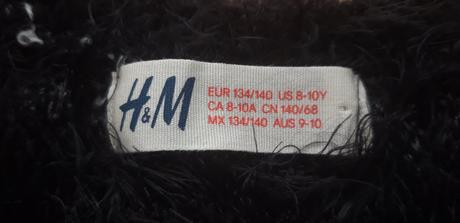 H&M
EUR 134/140 US 8-10Y
CA 8-10A CN 140/68
MX 134/140 AUS 9-10